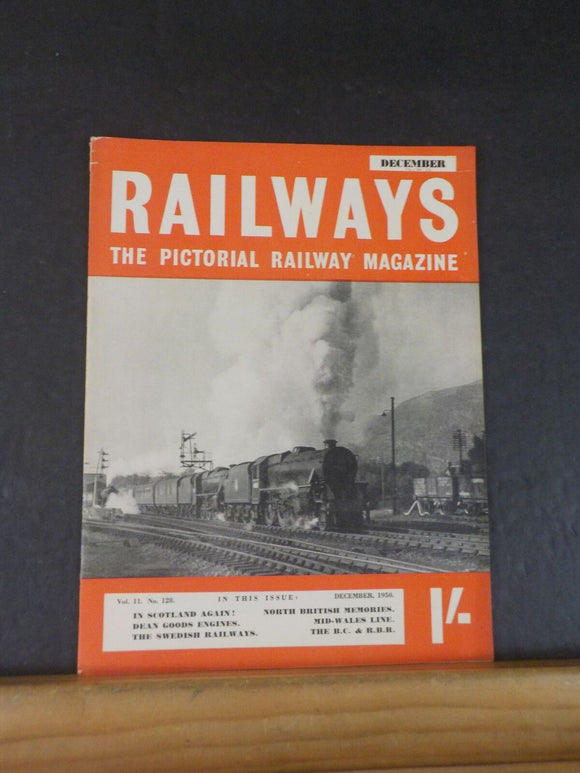 DECEMBER
RAILWAYS
THE PICTORIAL RAILWAY MAGAZINE
Vol. 11. No. 128. IN THIS ISSUE: DECEMBER, 1950.
IN SCOTLAND AGAIN! NORTH BRITISH MEMORIES.
DEAN GOODS ENGINES. MID-WALES LINE.
THE SWEDISH RAILWAYS. THE B.C. & R.B.R.
1/-